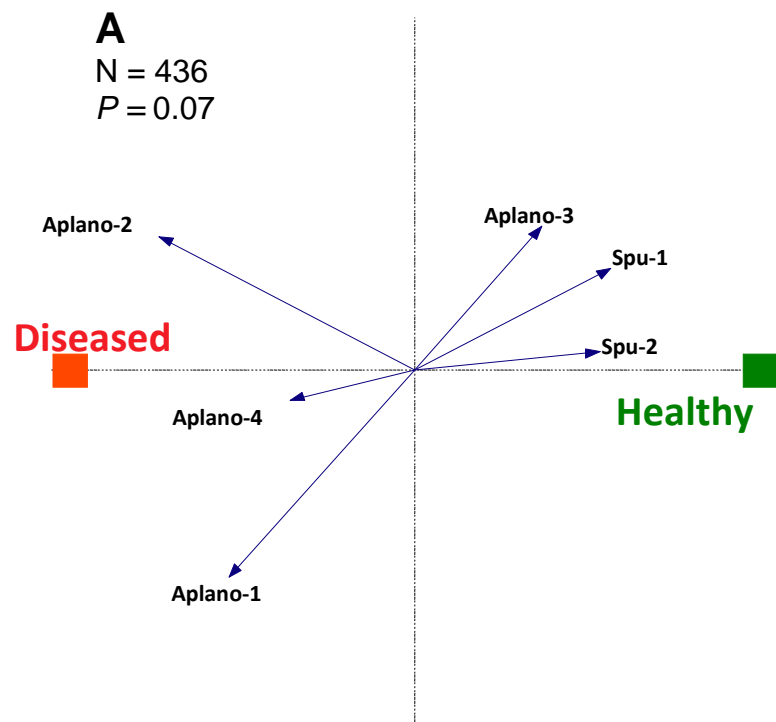 A
N = 436
P = 0.07
Aplano-2
Aplano-3
Spu-1
Diseased
Spu-2
Aplano-4
Healthy
Aplano-1